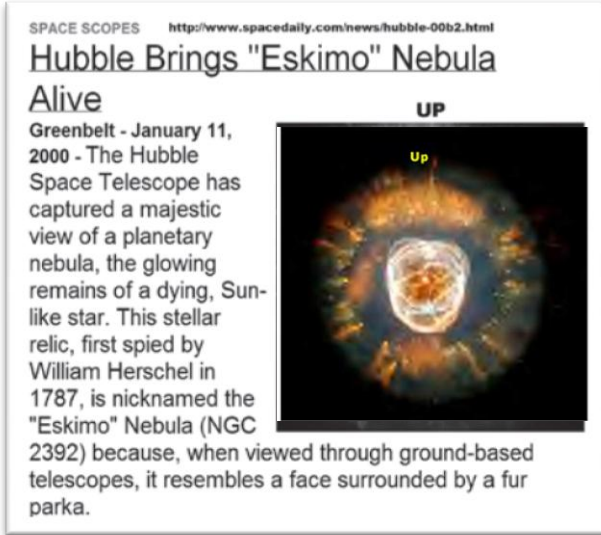 SPACE SCOPES http://www.spacedaily.com/news/hubble-00b2.html
Hubble Brings "Eskimo" Nebula
Alive
UP
Up
Greenbelt - January 11,
2000 - The Hubble
Space Telescope has
captured a majestic
view of a planetary
nebula, the glowing
remains of a dying, Sun-
like star. This stellar
relic, first spied by
William Herschel in
1787, is nicknamed the
"Eskimo" Nebula (NGC
2392) because, when viewed through ground-based
telescopes, it resembles a face surrounded by a fur
parka.